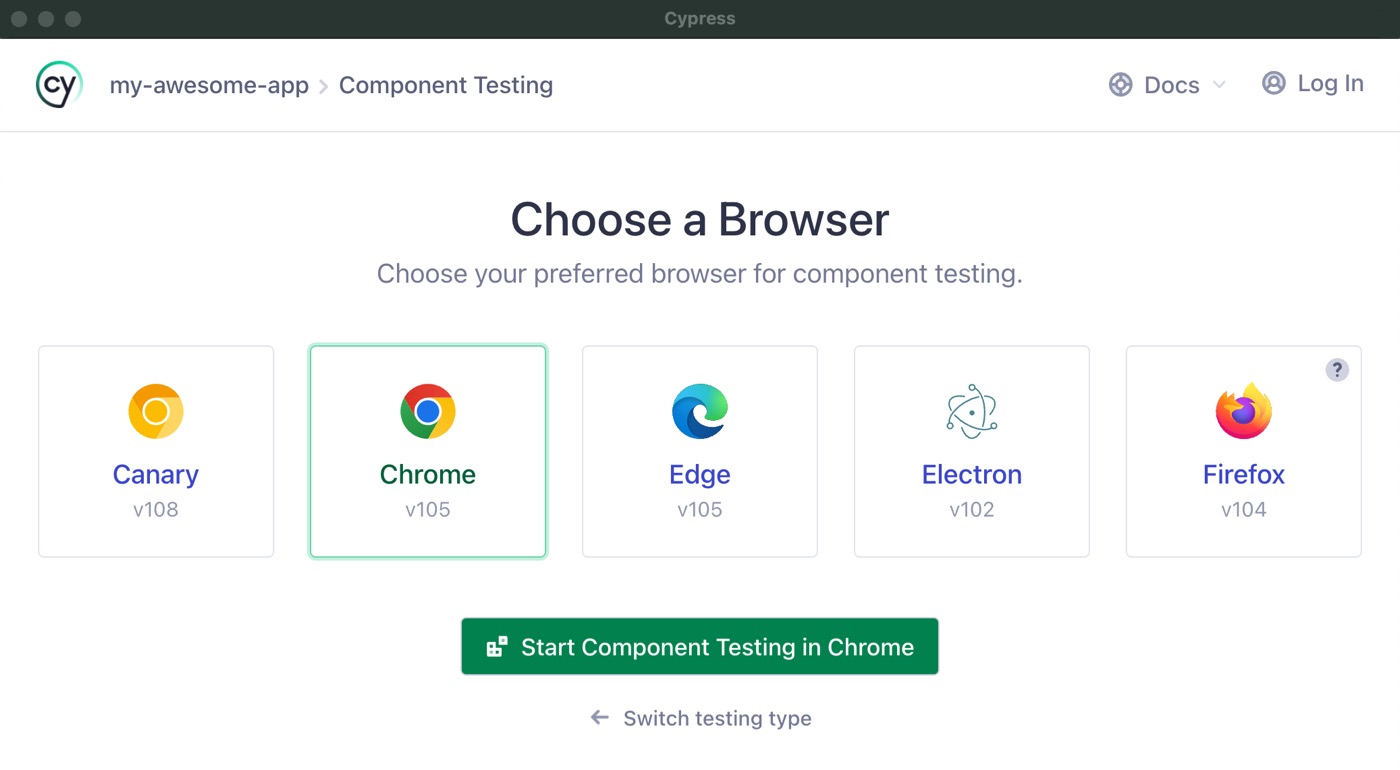 Cypress
cy my-awesome-app Component Testing Docs Log In
Choose a Browser
Choose your preferred browser for component testing.
?
Canary Chrome Edge Electron Firefox
v108 v105 v105 v102 v104
Start Component Testing in Chrome
Switch testing type